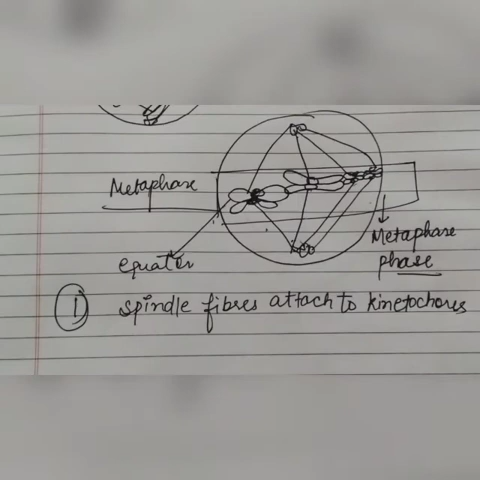 Metaphase
equator
Metaphase
phase
① spindle fibres attach to kinetochores